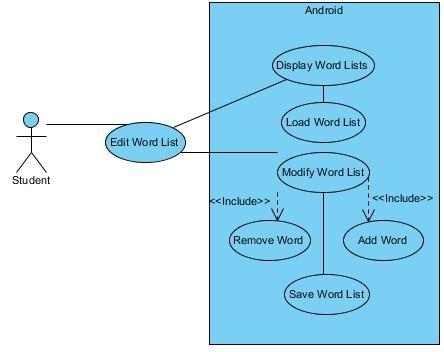 Android
Display Word Lists
Load Word List
Edit Word List
Student
Modify Word List
<<Include>>
<<Include>>
Remove Word
Add Word
Save Word List